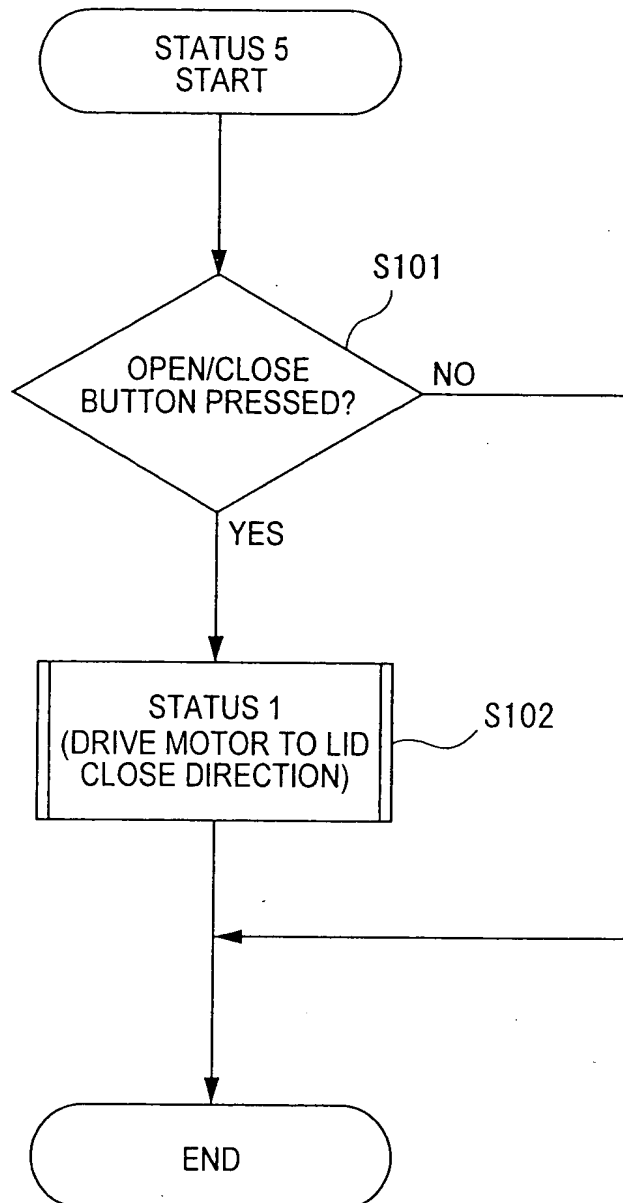 STATUS 5
START
S101
OPEN/CLOSE
BUTTON PRESSED?
NO
YES
STATUS 1
(DRIVE MOTOR TO LID
CLOSE DIRECTION)
S102
END